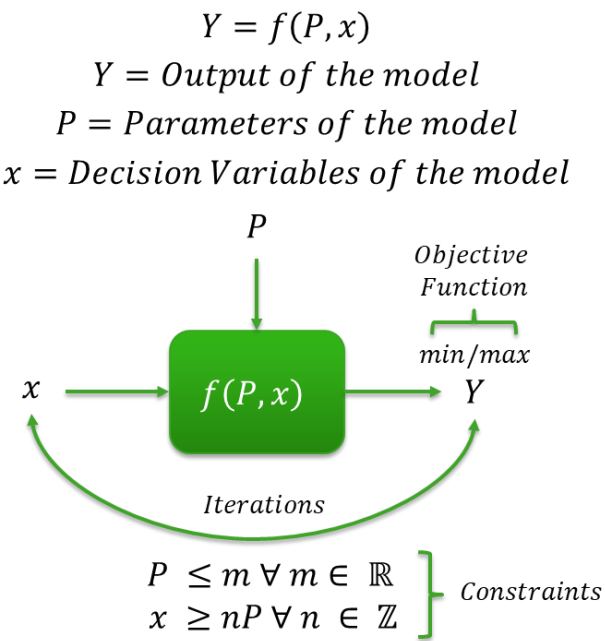 Y = f(P, x)
Y = Output of the model
P = Parameters of the model
x = Decision Variables of the model
P
Objective
Function
min/max
x
f(P, x)
Y
Iterations
P ≤ m ∀ m ∈ ℝ
x ≥ nP ∀ n ∈ ℤ
Constraints